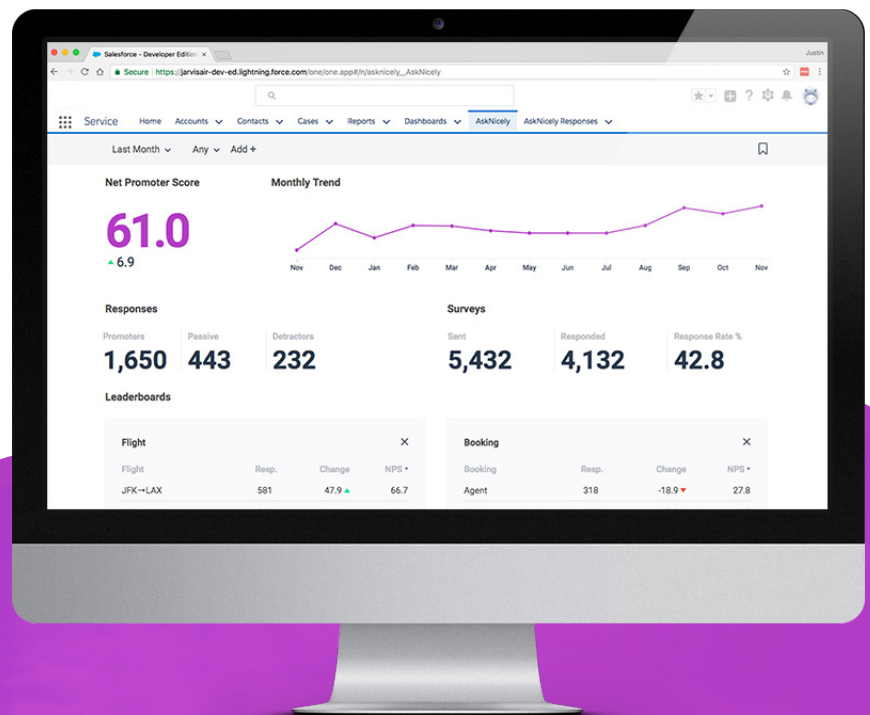 Salesforce - Developer Edition
Justin
Secure https://jarvisair-dev-ed.lightning.force.com/one/one.app#/n/asknicely__AskNicely
Service Home Accounts Contacts Cases Reports Dashboards AskNicely AskNicely Responses
Last Month Any Add +
Net Promoter Score Monthly Trend
61.0
6.9
Nov Dec Jan Feb Mar Apr May Jun Jul Aug Sep Oct Nov
Responses Surveys
Promoters Passive Detractors Sent Responded Response Rate %
1,650 443 232 5,432 4,132 42.8
Leaderboards
Flight Booking
Flight Resp. Change NPS Booking Resp. Change NPS
JFK→LAX 581 47.9 66.7 Agent 318 -18.9 27.8